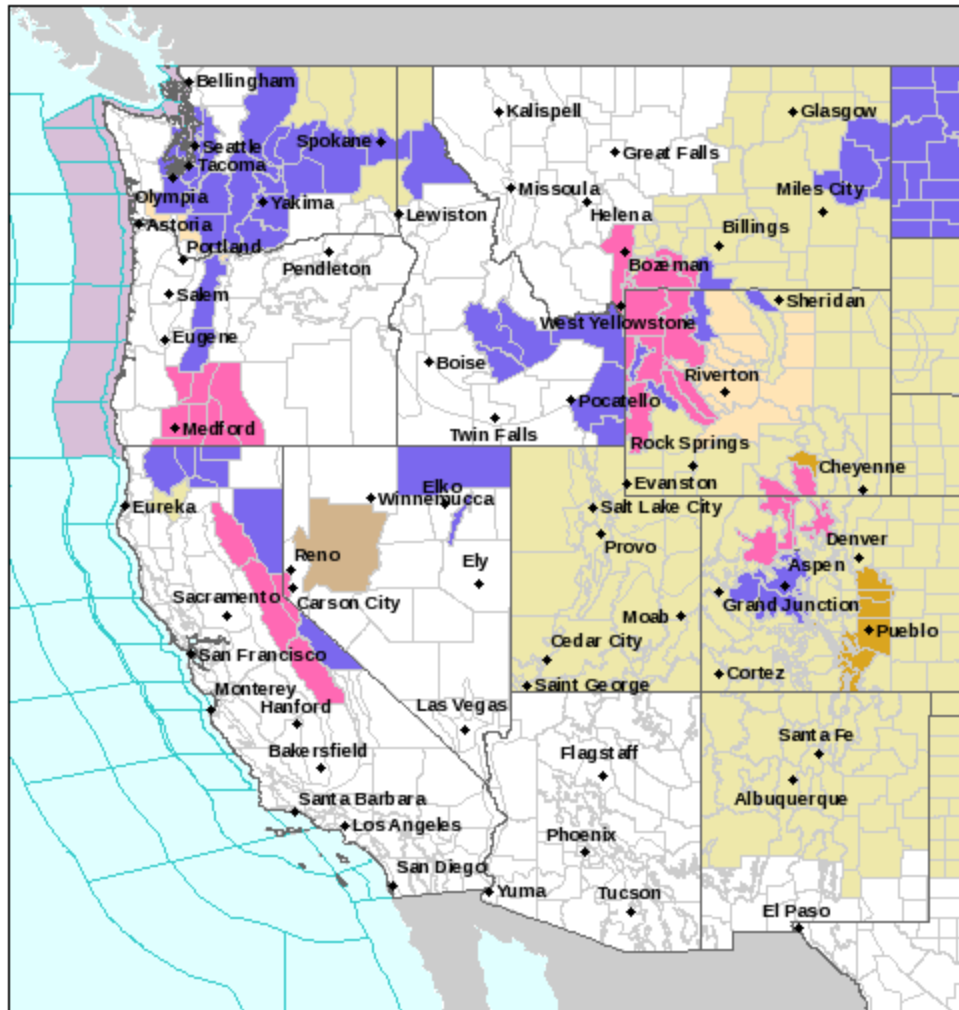 Bellingham
Kalispell
Glasgow
Seattle
Spokane
Great Falls
Tacoma
Missoula
Miles City
Olympia
Yakima
Helena
Lewiston
Astoria
Billings
Portland
Pendleton
Bozeman
Salem
Sheridan
West Yellowstone
Eugene
Boise
Riverton
Pocatello
Medford
Twin Falls
Rock Springs
Cheyenne
Evanston
Elko
Winnemucca
Eureka
Salt Lake City
Denver
Provo
Reno
Ely
Aspen
Sacramento
Carson City
Grand Junction
Moab
Pueblo
Cedar City
San Francisco
Cortez
Saint George
Monterey
Hanford
Las Vegas
Santa Fe
Bakersfield
Flagstaff
Albuquerque
Santa Barbara
Los Angeles
Phoenix
San Diego
Yuma
Tucson
El Paso